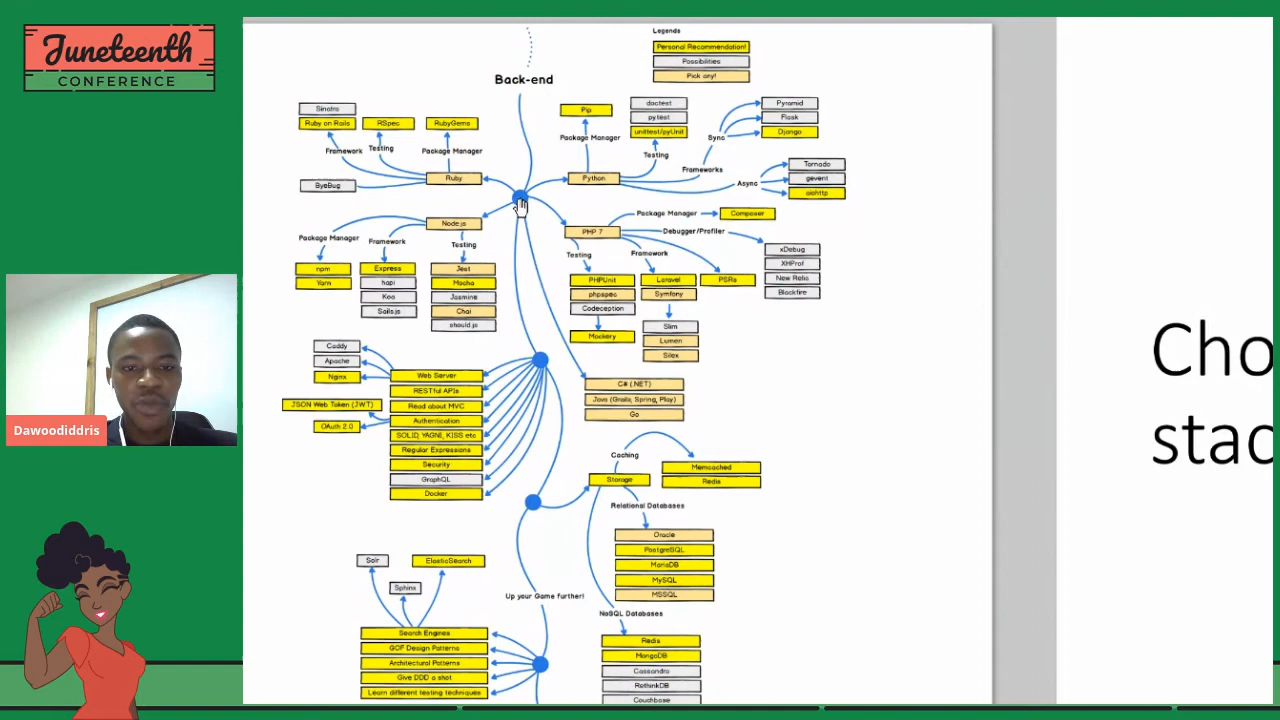 Juneteenth
CONFERENCE
Dawoodiddris
Legends
Personal Recommendation!
Possibilities
Pick any!
Back-end
Sinatra
Ruby on Rails
RSpec
RubyGems
Framework
Testing
Package Manager
ByeBug
Ruby
Pip
Package Manager
doctest
pytest
unittest/pyUnit
Testing
Python
Sync
Pyramid
Flask
Django
Frameworks
Async
Tornado
gevent
aiohttp
Node.js
Package Manager
Framework
Testing
npm
Yarn
Express
hapi
Koa
Sails.js
Jest
Mocha
Jasmine
Chai
should.js
PHP 7
Package Manager
Composer
Debugger/Profiler
Testing
Framework
xDebug
XHProf
New Relic
Blackfire
PHPUnit
phpspec
Codeception
Mockery
Laravel
Symfony
Slim
Lumen
Silex
PSRs
Caddy
Apache
Nginx
JSON Web Token (JWT)
OAuth 2.0
Web Server
RESTful APIs
Read about MVC
Authentication
SOLID, YAGNI, KISS etc
Regular Expressions
Security
GraphQL
Docker
C# (.NET)
Java (Grails, Spring, Play)
Go
Caching
Memcached
Redis
Storage
Relational Databases
Oracle
PostgreSQL
MariaDB
MySQL
MSSQL
NoSQL Databases
Redis
MongoDB
Cassandra
RethinkDB
Couchbase
Up your Game further!
Solr
ElasticSearch
Sphinx
Search Engines
GOF Design Patterns
Architectural Patterns
Give DDD a shot
Learn different testing techniques
Cho
stac